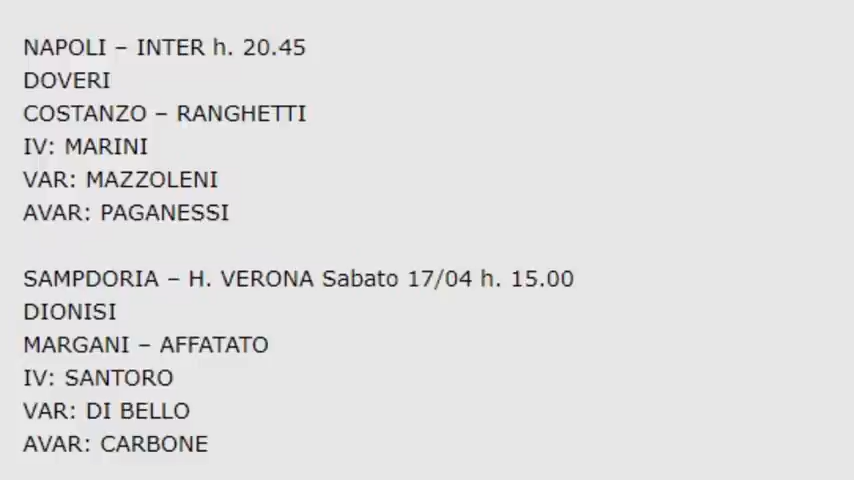 NAPOLI – INTER h. 20.45
DOVERI
COSTANZO – RANGHETTI
IV: MARINI
VAR: MAZZOLENI
AVAR: PAGANESSI
SAMPDORIA – H. VERONA Sabato 17/04 h. 15.00
DIONISI
MARGANI – AFFATATO
IV: SANTORO
VAR: DI BELLO
AVAR: CARBONE